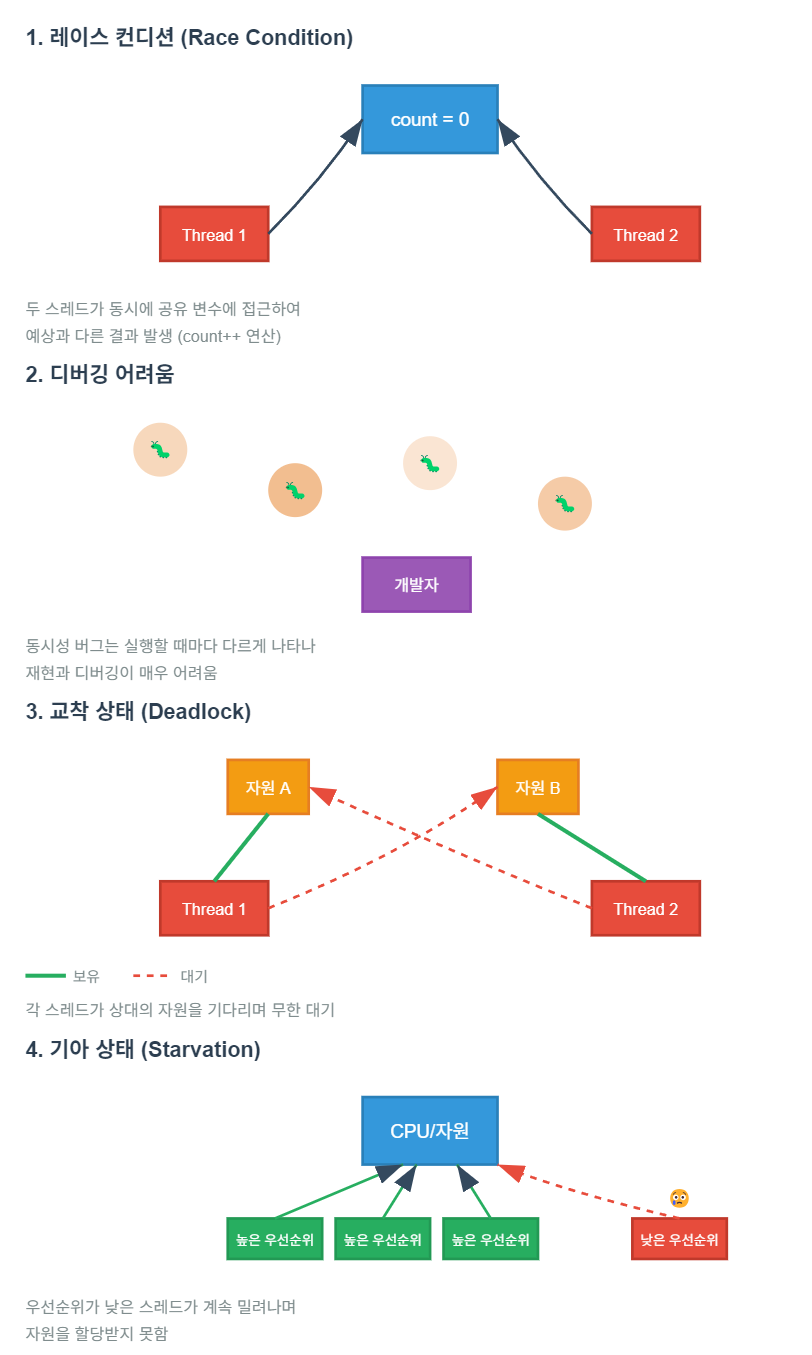 1. 레이스 컨디션 (Race Condition)
count = 0
Thread 1
Thread 2
두 스레드가 동시에 공유 변수에 접근하여
예상과 다른 결과 발생 (count++ 연산)
2. 디버깅 어려움
개발자
동시성 버그는 실행할 때마다 다르게 나타나
재현과 디버깅이 매우 어려움
3. 교착 상태 (Deadlock)
자원 A
자원 B
Thread 1
Thread 2
보유
대기
각 스레드가 상대의 자원을 기다리며 무한 대기
4. 기아 상태 (Starvation)
CPU/자원
높은 우선순위
높은 우선순위
높은 우선순위
낮은 우선순위
우선순위가 낮은 스레드가 계속 밀려나며
자원을 할당받지 못함